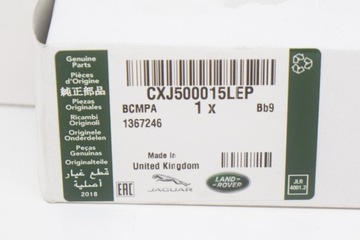 Genuine
Parts
Pièces
d'Origine
純正部品
Piezas
Originales
Ricambi
Originali
Originele
Onderdelen
Peças
Genuínas
Originalteile
قطع غيار
أصلية
2018
CXJ500015LEP
BCMPA 1 x Bb9
1367246
Made in
United Kingdom
EAC
JAGUAR
LAND-
ROVER
JLR
4001.2